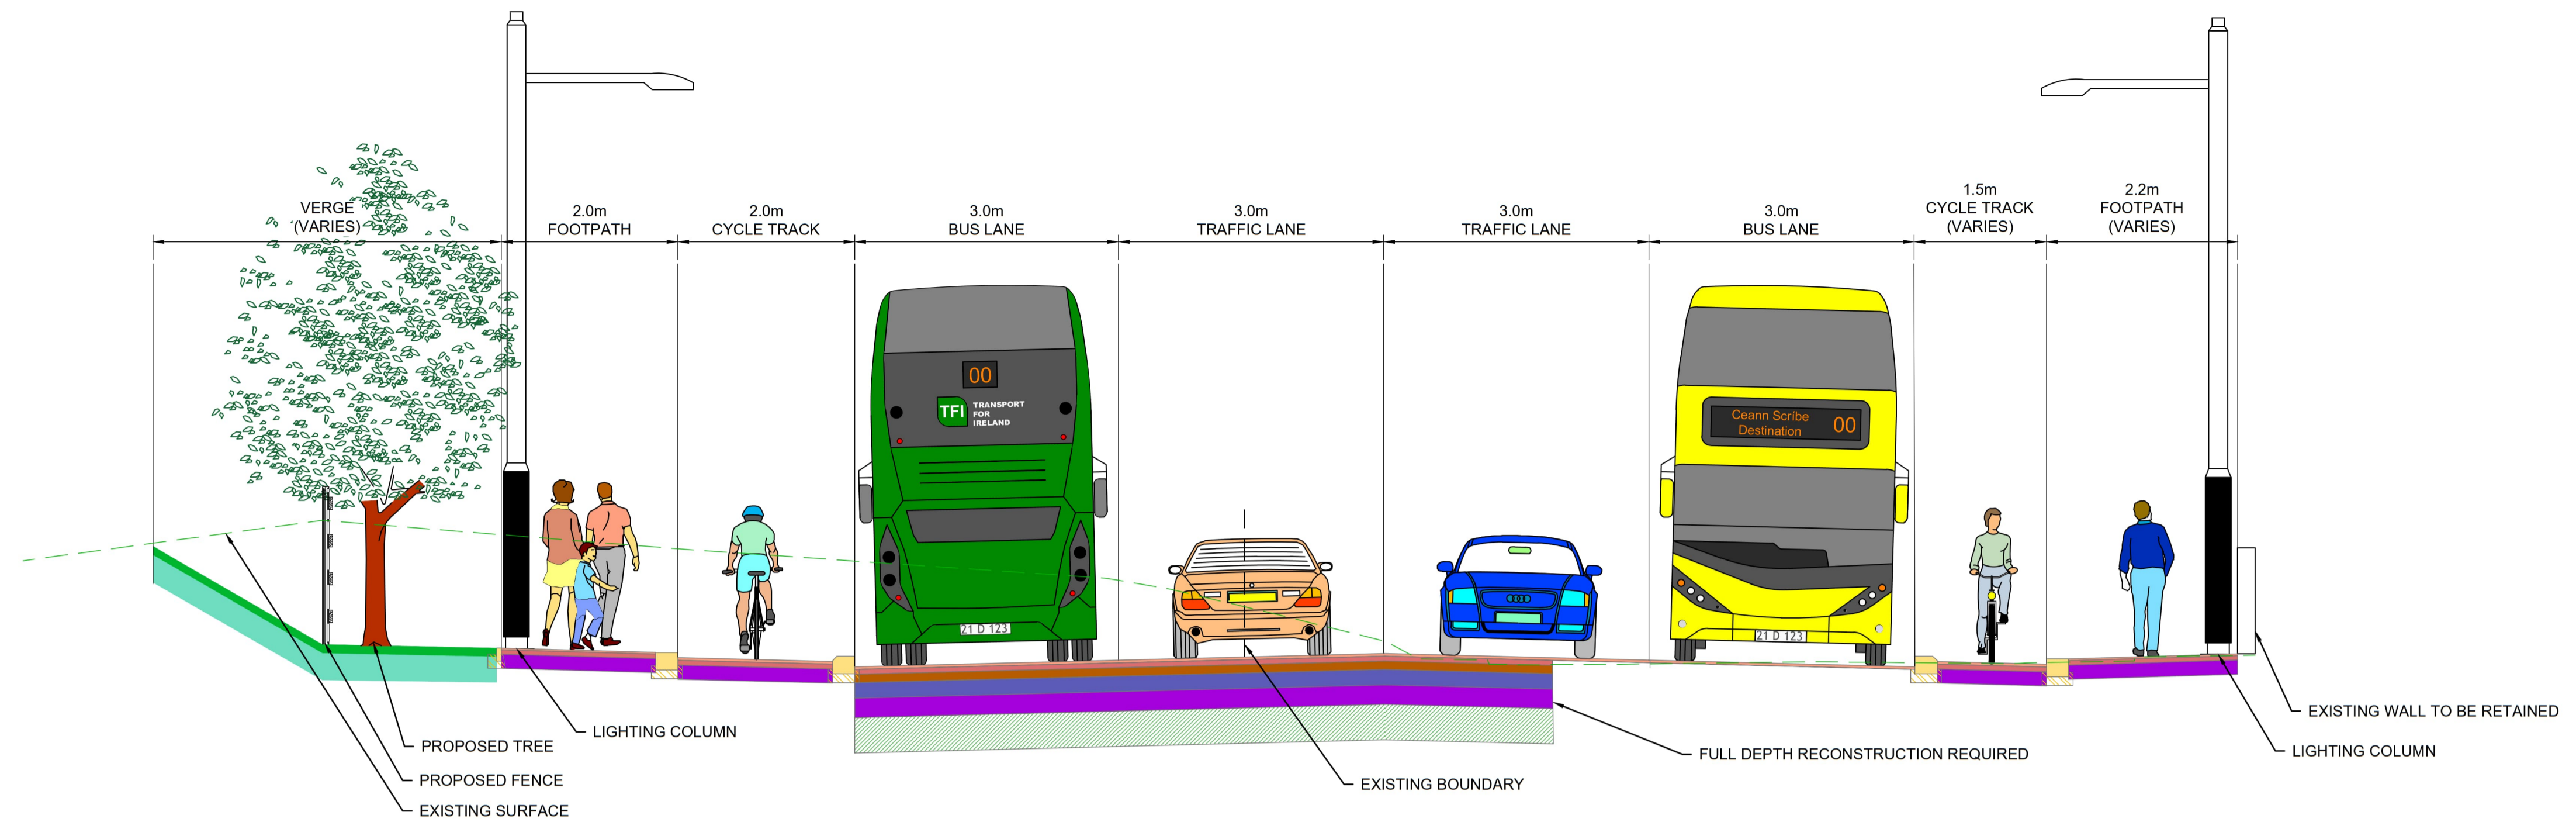 VERGE
(VARIES)
2.0m
FOOTPATH
2.0m
CYCLE TRACK
3.0m
BUS LANE
3.0m
TRAFFIC LANE
3.0m
TRAFFIC LANE
3.0m
BUS LANE
1.5m
CYCLE TRACK
(VARIES)
2.2m
FOOTPATH
(VARIES)
00
TFI
TRANSPORT
FOR
IRELAND
21 D 123
Ceann Scríbe
Destination
00
21 D 123
LIGHTING COLUMN
PROPOSED TREE
PROPOSED FENCE
EXISTING SURFACE
EXISTING BOUNDARY
FULL DEPTH RECONSTRUCTION REQUIRED
EXISTING WALL TO BE RETAINED
LIGHTING COLUMN